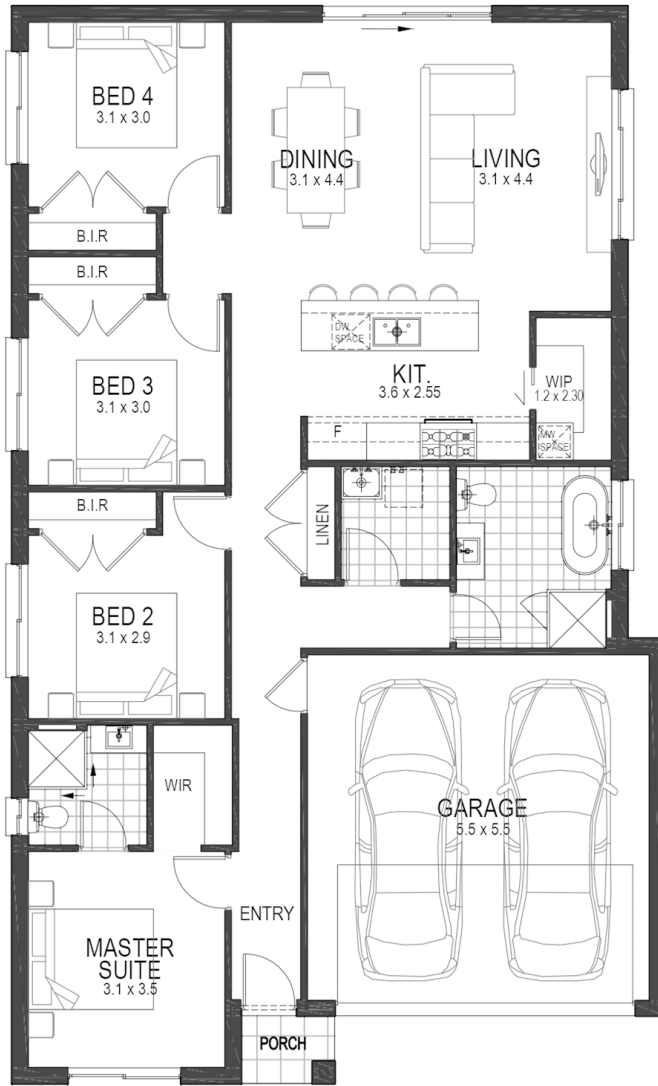 BED 4
3.1 x 3.0
DINING
3.1 x 4.4
LIVING
3.1 x 4.4
B.I.R
B.I.R
DW
SPACE
BED 3
3.1 x 3.0
KIT.
3.6 x 2.55
WIP
1.2 x 2.30
F
MW
SPACE
B.I.R
LINEN
BED 2
3.1 x 2.9
WIR
GARAGE
5.5 x 5.5
ENTRY
MASTER
SUITE
3.1 x 3.5
PORCH